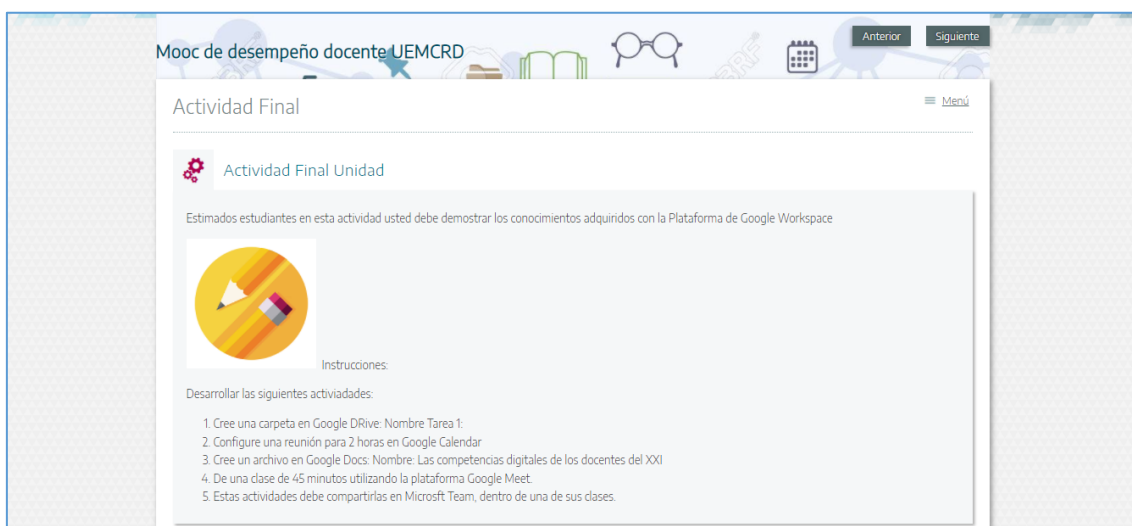 Mooc de desempeño docente UEMCRD
Anterior
Siguiente
Actividad Final
Menú
Actividad Final Unidad
Estimados estudiantes en esta actividad usted debe demostrar los conocimientos adquiridos con la Plataforma de Google Workspace
Instrucciones:
Desarrollar las siguientes activiadades:
1. Cree una carpeta en Google DRive: Nombre Tarea 1:
2. Configure una reunión para 2 horas en Google Calendar
3. Cree un archivo en Google Docs: Nombre: Las competencias digitales de los docentes del XXI
4. De una clase de 45 minutos utilizando la plataforma Google Meet.
5. Estas actividades debe compartirlas en Microsft Team, dentro de una de sus clases.